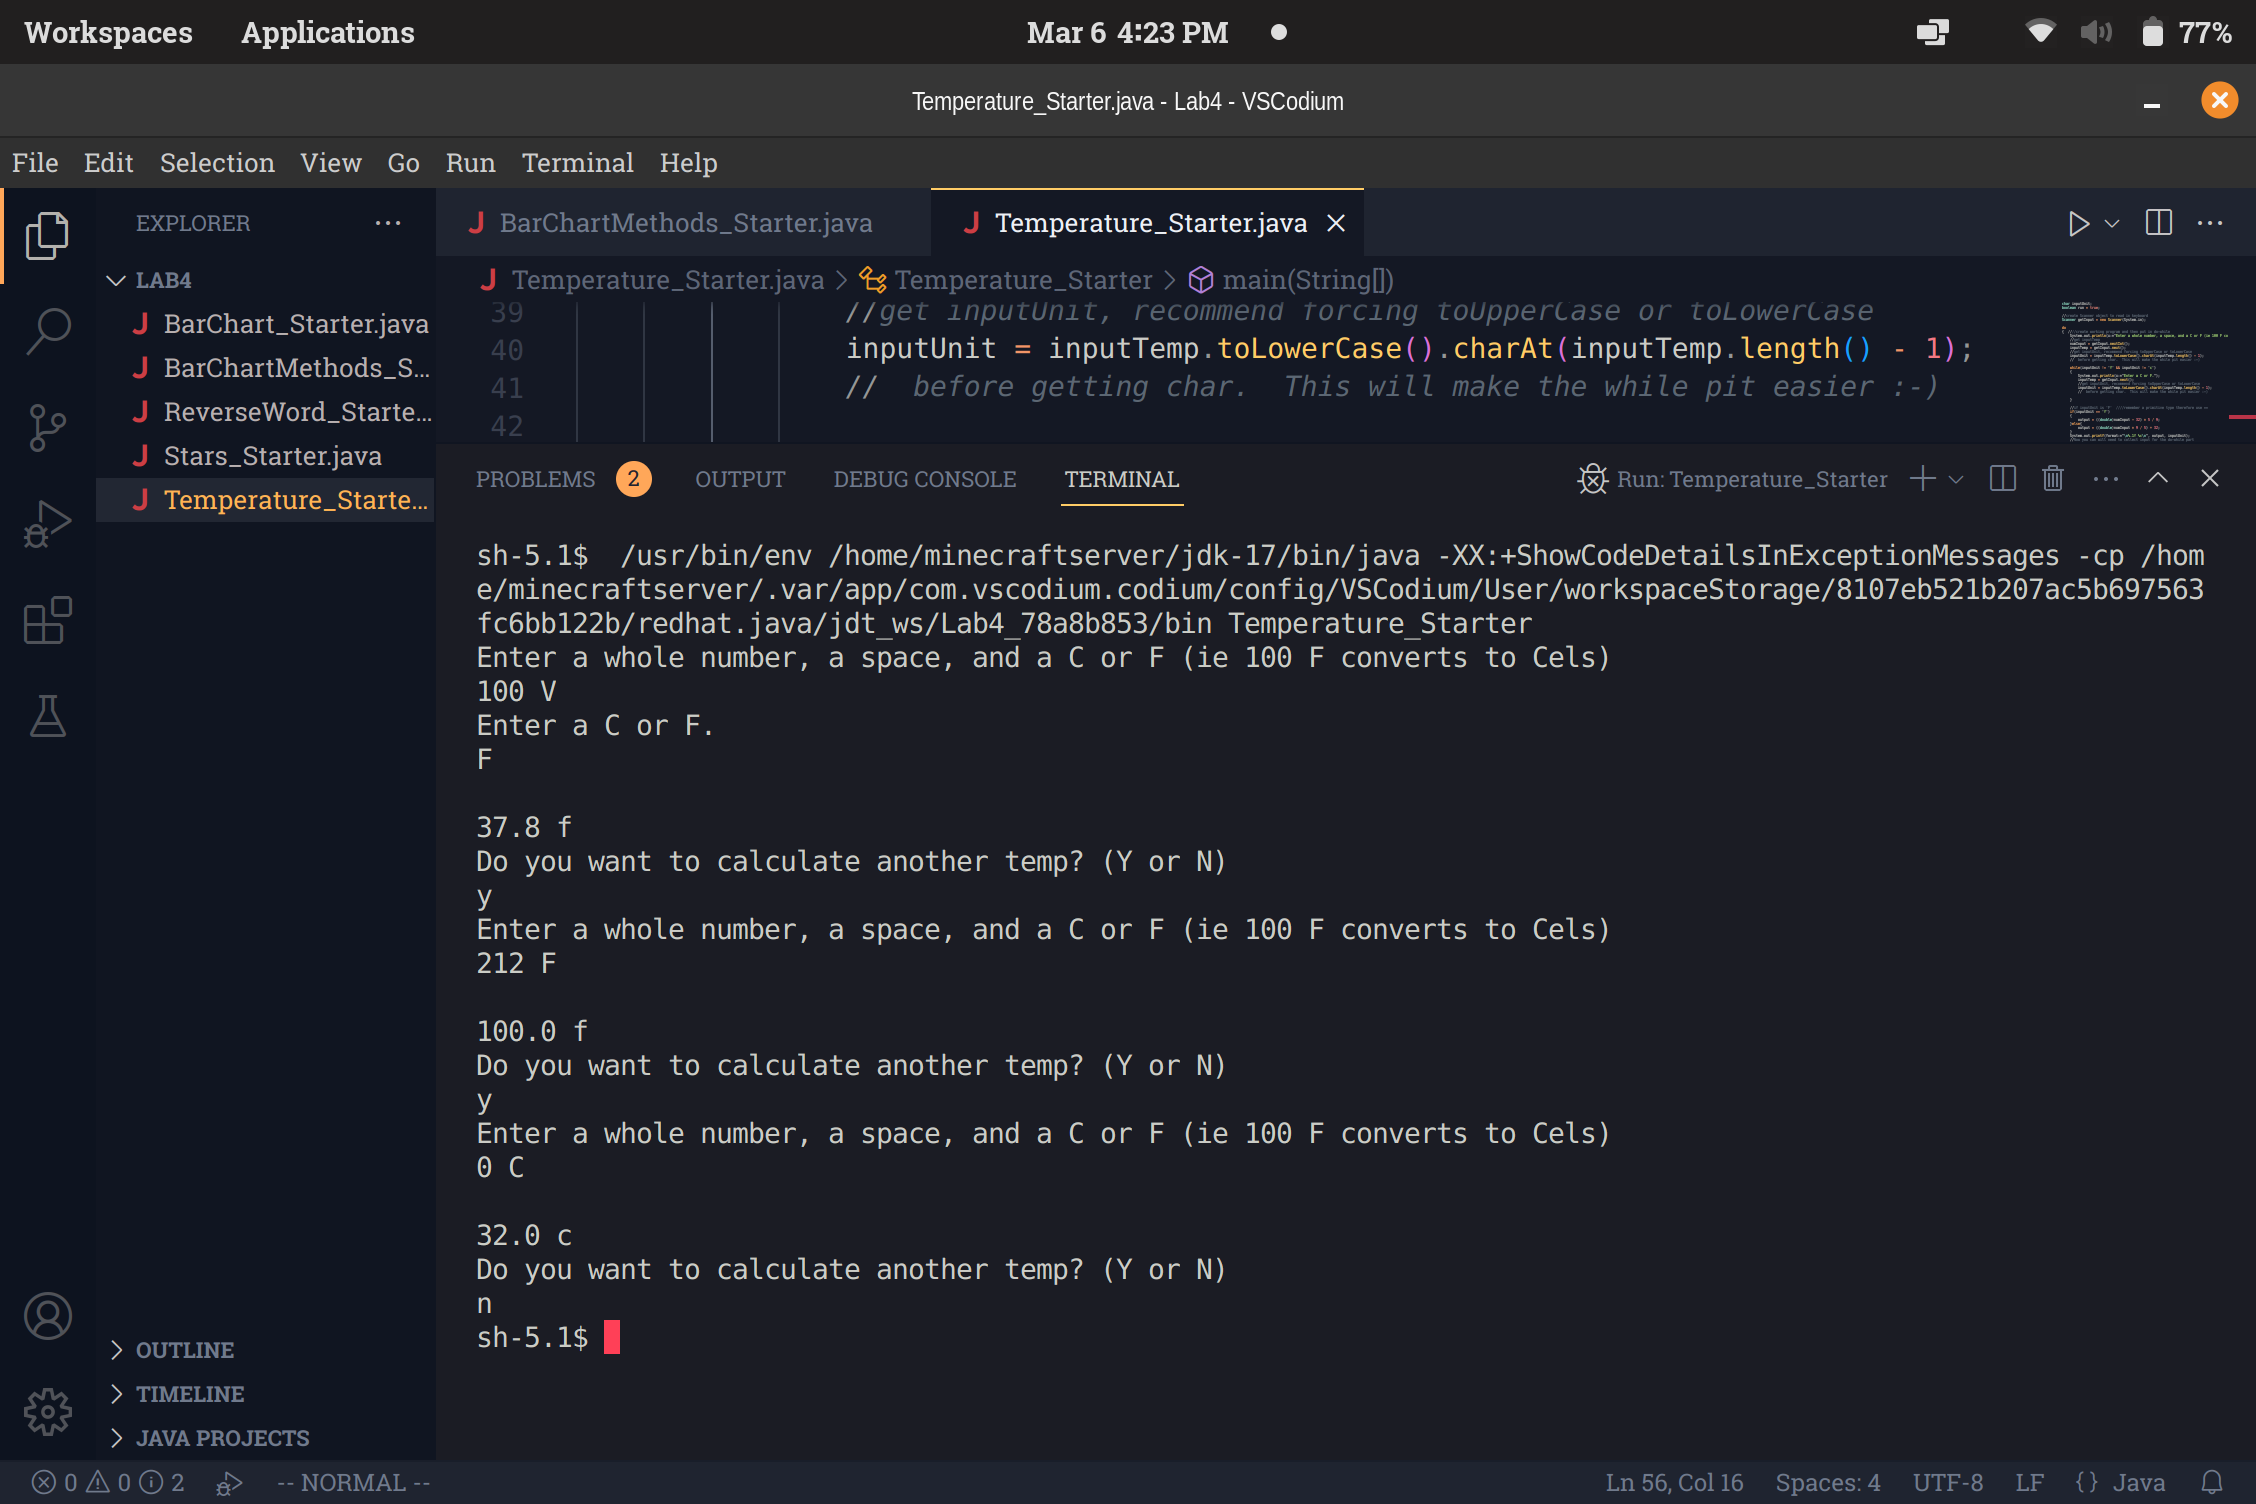 Workspaces Applications Mar 6 4:23 PM 77%
Temperature_Starter.java - Lab4 - VSCodium
File Edit Selection View Go Run Terminal Help
EXPLORER
LAB4
BarChart_Starter.java
BarChartMethods_S...
ReverseWord_Starte...
Stars_Starter.java
Temperature_Starte...
OUTLINE
TIMELINE
JAVA PROJECTS
BarChartMethods_Starter.java Temperature_Starter.java
Temperature_Starter.java > Temperature_Starter > main(String[])
39 //get inputUnit, recommend forcing toUpperCase or toLowerCase
40 inputUnit = inputTemp.toLowerCase().charAt(inputTemp.length() - 1);
41 // before getting char. This will make the while pit easier :-)
42
PROBLEMS 2 OUTPUT DEBUG CONSOLE TERMINAL Run: Temperature_Starter
sh-5.1$ /usr/bin/env /home/minecraftserver/jdk-17/bin/java -XX:+ShowCodeDetailsInExceptionMessages -cp /hom
e/minecraftserver/.var/app/com.vscodium.codium/config/VSCodium/User/workspaceStorage/8107eb521b207ac5b697563
fc6bb122b/redhat.java/jdt_ws/Lab4_78a8b853/bin Temperature_Starter
Enter a whole number, a space, and a C or F (ie 100 F converts to Cels)
100 V
Enter a C or F.
F
37.8 f
Do you want to calculate another temp? (Y or N)
y
Enter a whole number, a space, and a C or F (ie 100 F converts to Cels)
212 F
100.0 f
Do you want to calculate another temp? (Y or N)
y
Enter a whole number, a space, and a C or F (ie 100 F converts to Cels)
0 C
32.0 c
Do you want to calculate another temp? (Y or N)
n
sh-5.1$
0 0 2 -- NORMAL -- Ln 56, Col 16 Spaces: 4 UTF-8 LF {} Java